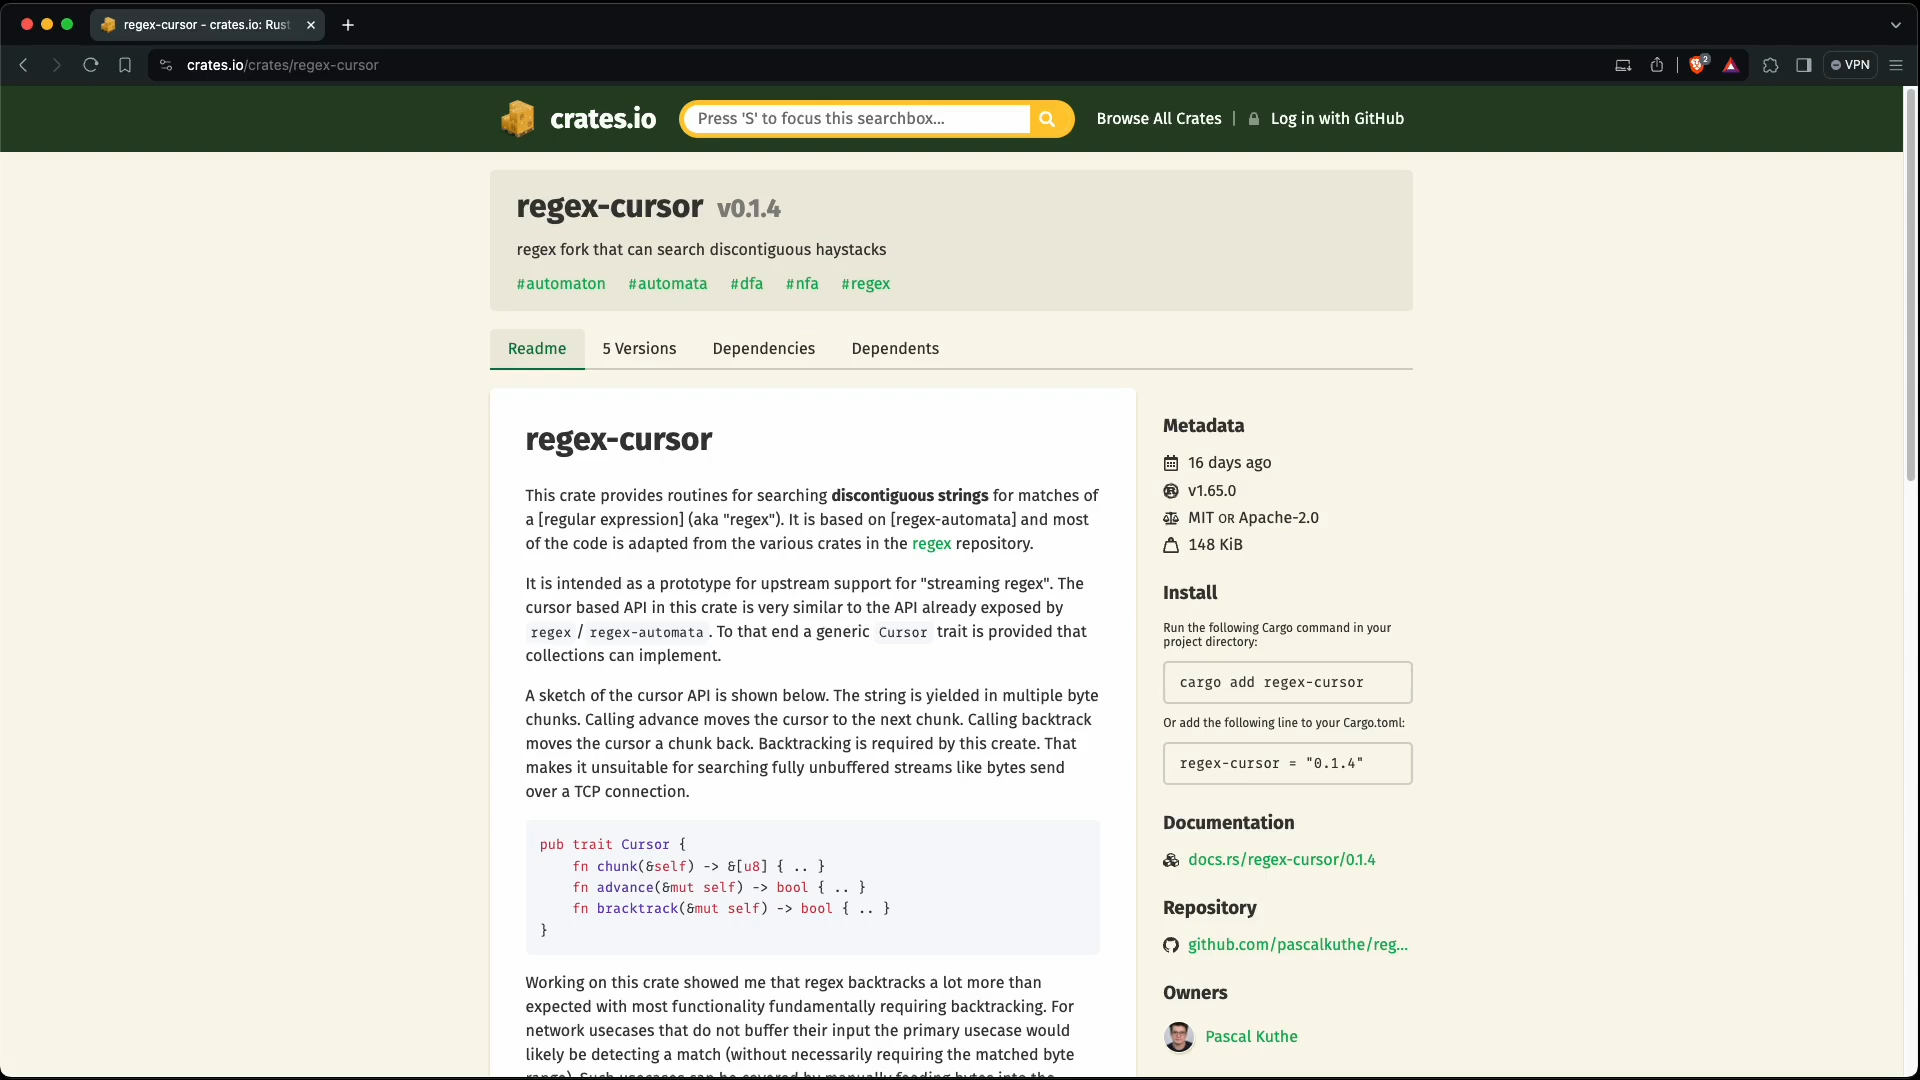 regex-cursor - crates.io: Rust
crates.io/crates/regex-cursor
2
VPN
crates.io
Press 'S' to focus this searchbox...
Browse All Crates | Log in with GitHub
regex-cursor v0.1.4
regex fork that can search discontiguous haystacks
#automaton #automata #dfa #nfa #regex
Readme 5 Versions Dependencies Dependents
regex-cursor
This crate provides routines for searching discontiguous strings for matches of
a [regular expression] (aka "regex"). It is based on [regex-automata] and most
of the code is adapted from the various crates in the regex repository.
It is intended as a prototype for upstream support for "streaming regex". The
cursor based API in this crate is very similar to the API already exposed by
regex / regex-automata . To that end a generic Cursor trait is provided that
collections can implement.
A sketch of the cursor API is shown below. The string is yielded in multiple byte
chunks. Calling advance moves the cursor to the next chunk. Calling backtrack
moves the cursor a chunk back. Backtracking is required by this create. That
makes it unsuitable for searching fully unbuffered streams like bytes send
over a TCP connection.
pub trait Cursor {
fn chunk(&self) -> &[u8] { .. }
fn advance(&mut self) -> bool { .. }
fn bracktrack(&mut self) -> bool { .. }
}
Working on this crate showed me that regex backtracks a lot more than
expected with most functionality fundamentally requiring backtracking. For
network usecases that do not buffer their input the primary usecase would
likely be detecting a match (without necessarily requiring the matched byte
range). Such usecases can be covered by manually feeding bytes into the
Metadata
16 days ago
v1.65.0
MIT OR Apache-2.0
148 KiB
Install
Run the following Cargo command in your
project directory:
cargo add regex-cursor
Or add the following line to your Cargo.toml:
regex-cursor = "0.1.4"
Documentation
docs.rs/regex-cursor/0.1.4
Repository
github.com/pascalkuthe/reg...
Owners
Pascal Kuthe